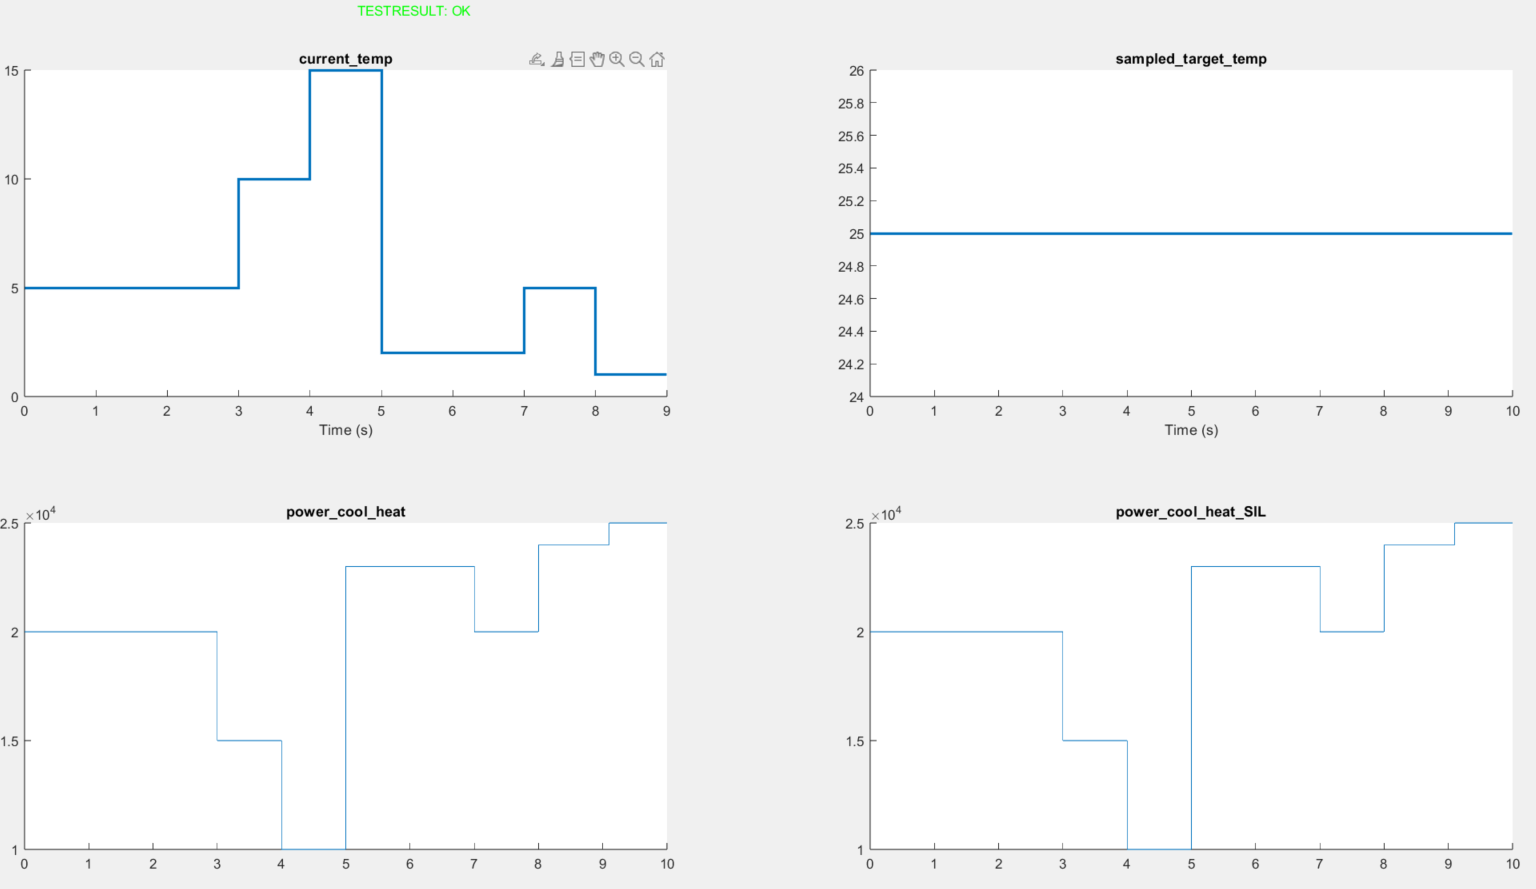 TESTRESULT: OK
current_temp
15
10
5
0
0 1 2 3 4 5 6 7 8 9
Time (s)
sampled_target_temp
26
25.8
25.6
25.4
25.2
25
24.8
24.6
24.4
24.2
24
0 1 2 3 4 5 6 7 8 9 10
Time (s)
power_cool_heat
×10⁴
2.5
2
1.5
1
0 1 2 3 4 5 6 7 8 9 10
power_cool_heat_SIL
×10⁴
2.5
2
1.5
1
0 1 2 3 4 5 6 7 8 9 10